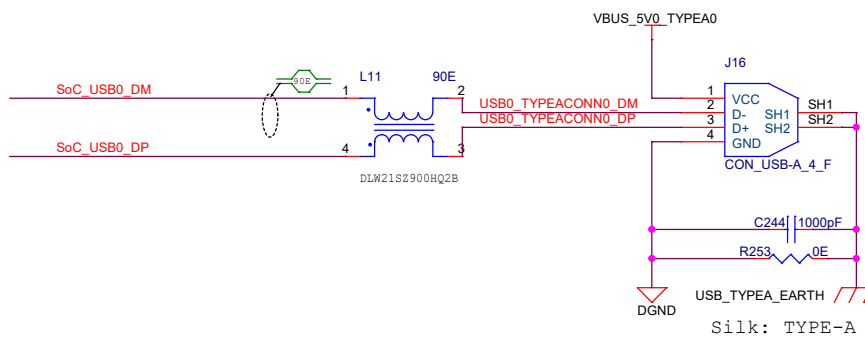 VBUS_5V0_TYPEA0
J16
90E
L11 90E
SoC_USB0_DM
1 2
USB0_TYPEACONN0_DM
USB0_TYPEACONN0_DP
SoC_USB0_DP
4 3
DLW21SZ900HQ2B
1 VCC
2 D- SH1 SH1
3 D+ SH2 SH2
4 GND
CON_USB-A_4_F
C244 1000pF
R253 0E
DGND
USB_TYPEA_EARTH
Silk: TYPE-A